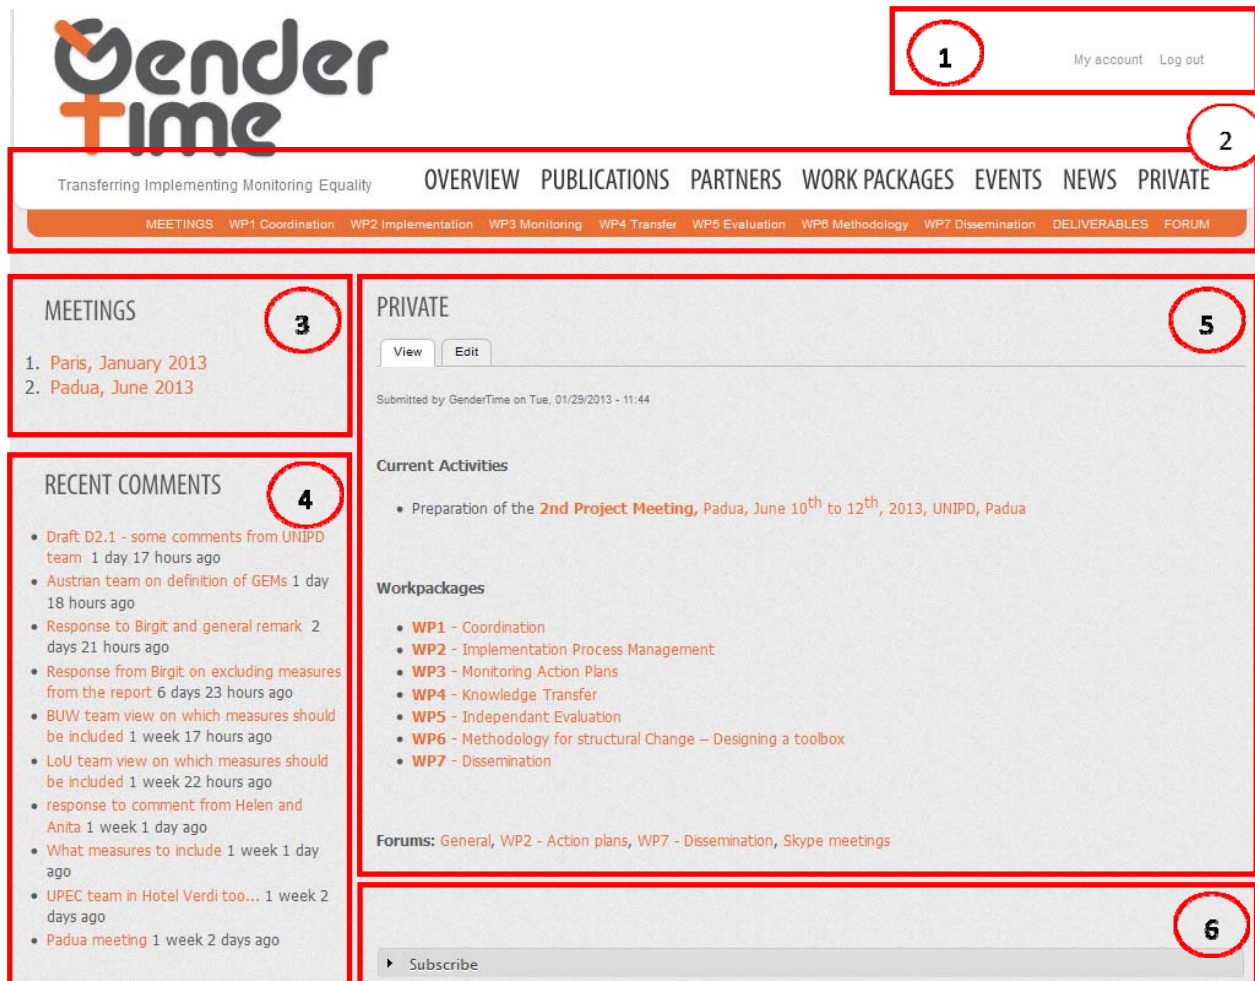 Gender
Time
1
My account Log out
2
Transferring Implementing Monitoring Equality
OVERVIEW PUBLICATIONS PARTNERS WORK PACKAGES EVENTS NEWS PRIVATE
MEETINGS WP1 Coordination WP2 Implementation WP3 Monitoring WP4 Transfer WP5 Evaluation WP6 Methodology WP7 Dissemination DELIVERABLES FORUM
MEETINGS
3
1. Paris, January 2013
2. Padua, June 2013
RECENT COMMENTS
4
• Draft D2.1 - some comments from UNIPD
team 1 day 17 hours ago
• Austrian team on definition of GEMs 1 day
18 hours ago
• Response to Birgit and general remark 2
days 21 hours ago
• Response from Birgit on excluding measures
from the report 6 days 23 hours ago
• BUW team view on which measures should
be included 1 week 17 hours ago
• LoU team view on which measures should
be included 1 week 22 hours ago
• response to comment from Helen and
Anita 1 week 1 day ago
• What measures to include 1 week 1 day
ago
• UPEC team in Hotel Verdi too... 1 week 2
days ago
• Padua meeting 1 week 2 days ago
PRIVATE
5
View Edit
Submitted by GenderTime on Tue, 01/29/2013 - 11:44
Current Activities
• Preparation of the 2nd Project Meeting, Padua, June 10th to 12th, 2013, UNIPD, Padua
Workpackages
• WP1 - Coordination
• WP2 - Implementation Process Management
• WP3 - Monitoring Action Plans
• WP4 - Knowledge Transfer
• WP5 - Independant Evaluation
• WP6 - Methodology for structural Change – Designing a toolbox
• WP7 - Dissemination
Forums: General, WP2 - Action plans, WP7 - Dissemination, Skype meetings
6
Subscribe